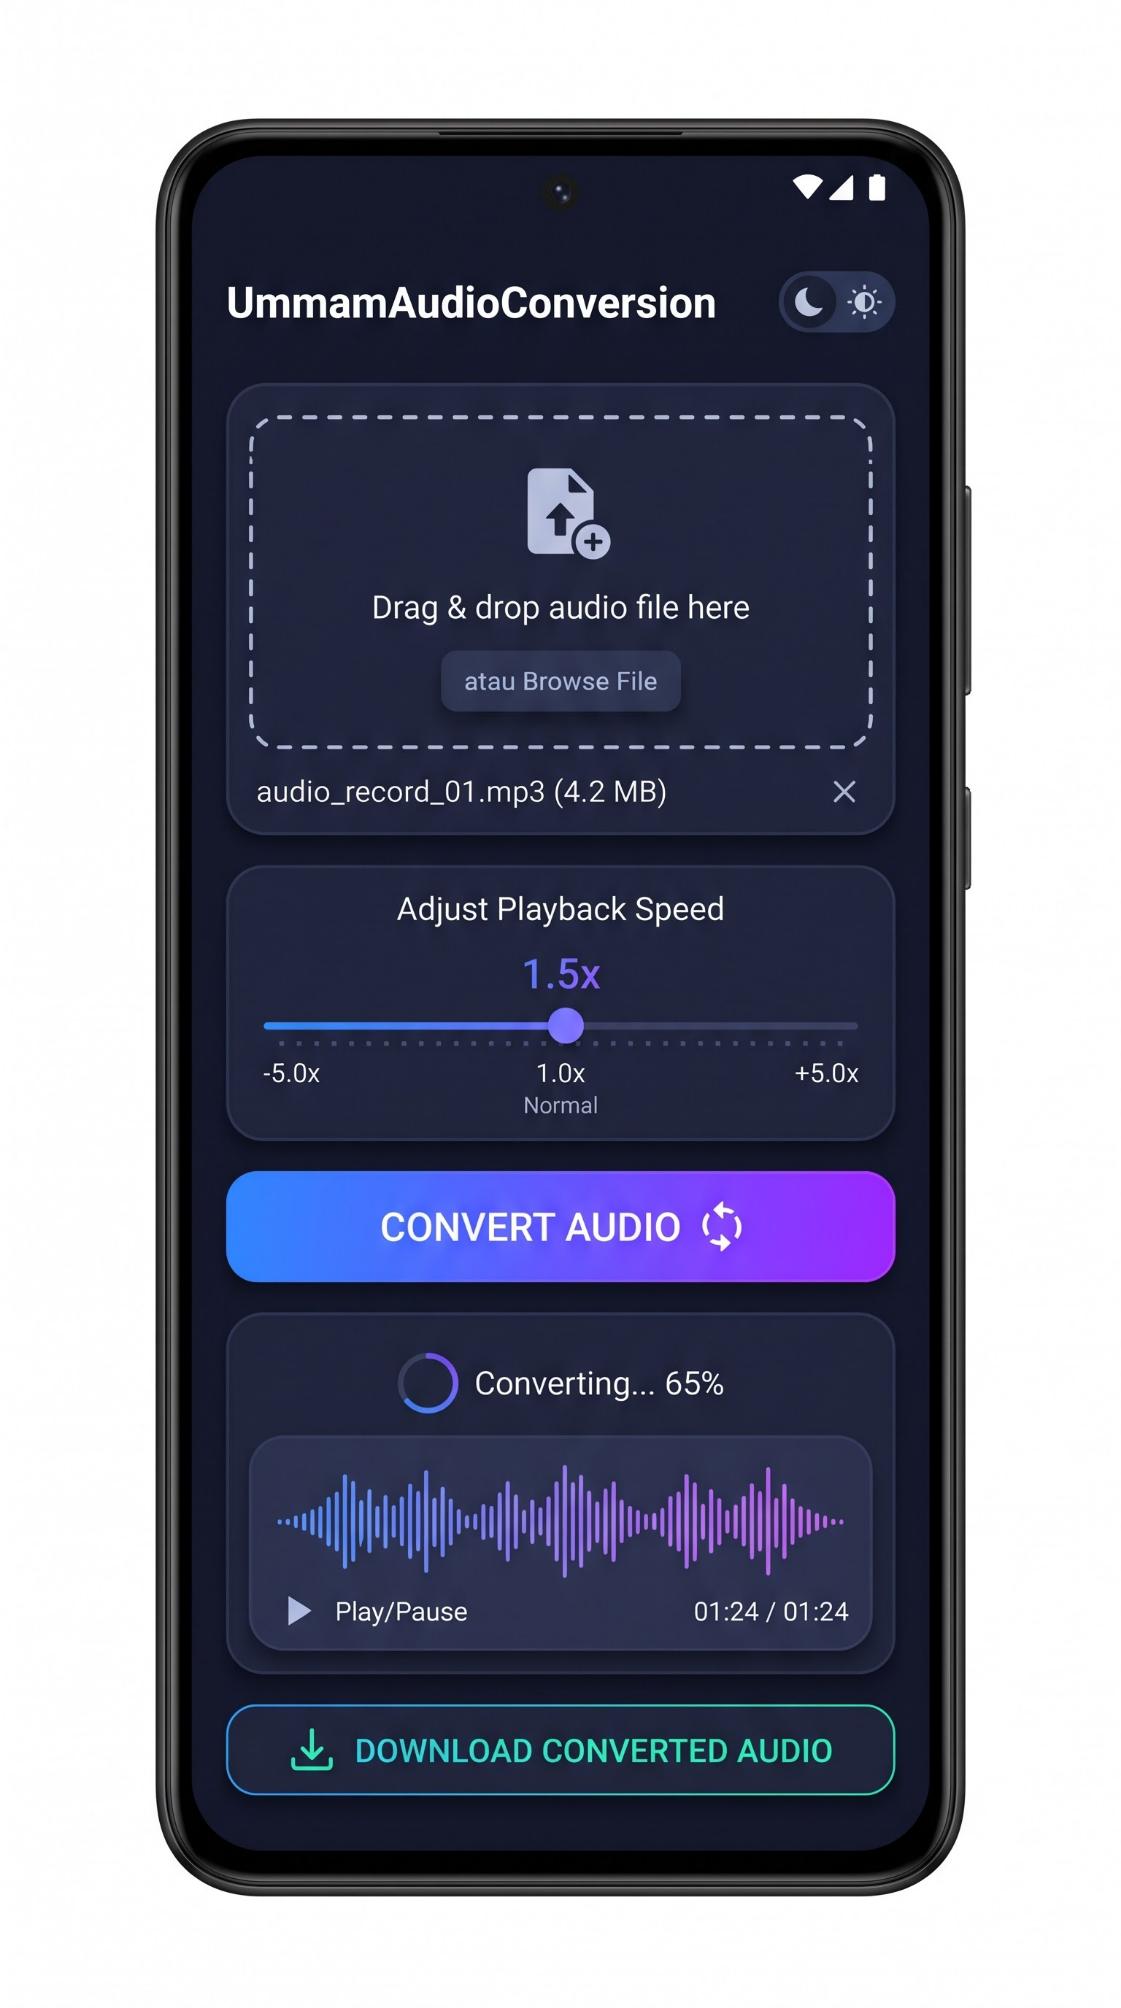 UmmamAudioConversion
Drag & drop audio file here
atau Browse File
audio_record_01.mp3 (4.2 MB)
Adjust Playback Speed
1.5x
-5.0x 1.0x +5.0x
Normal
CONVERT AUDIO
Converting... 65%
Play/Pause 01:24 / 01:24
DOWNLOAD CONVERTED AUDIO